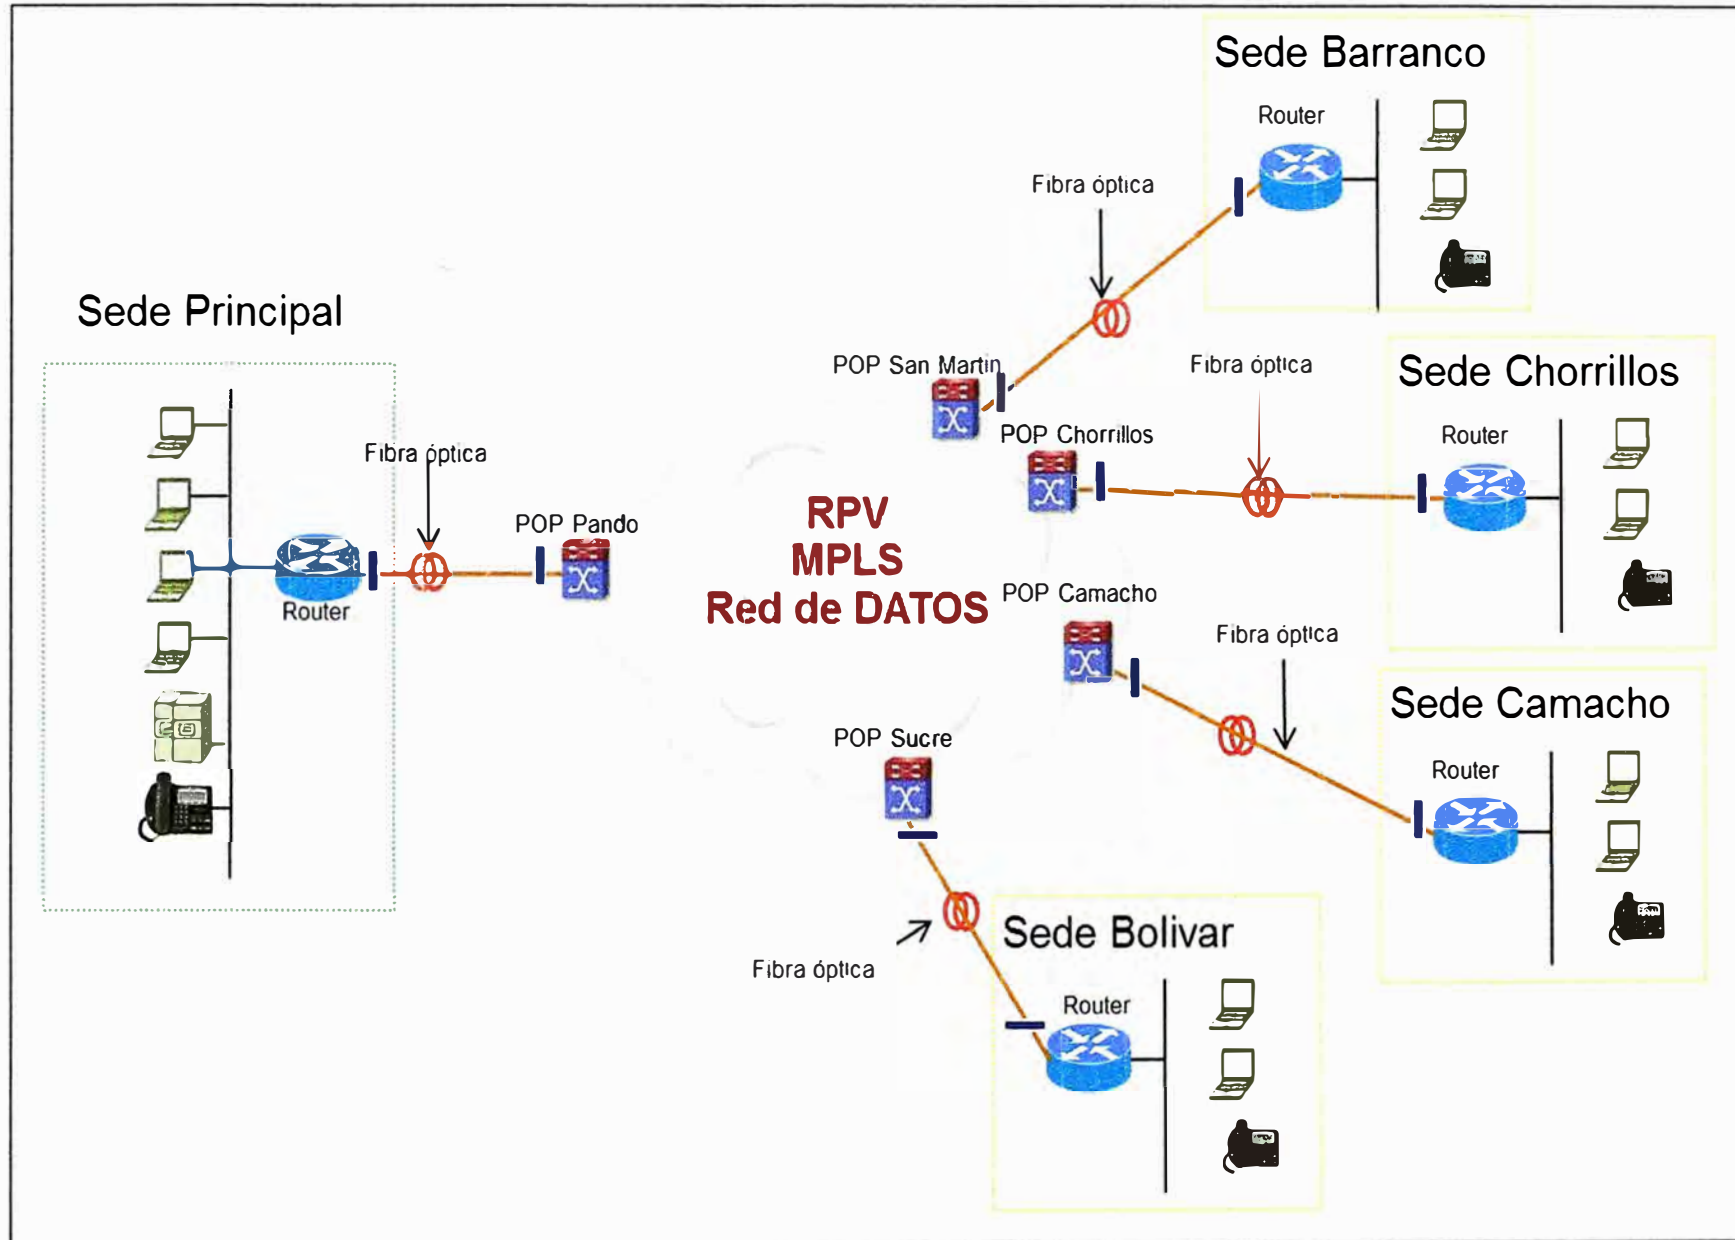 Sede Barranco
Router
Fibra óptica
Sede Principal
POP San Martin
Fibra óptica
Sede Chorrillos
POP Chorrillos
Router
Fibra óptica
POP Pando
RPV
MPLS
Red de DATOS
Router
POP Camacho
Fibra óptica
Sede Camacho
POP Sucre
Router
Sede Bolivar
Fibra óptica
Router